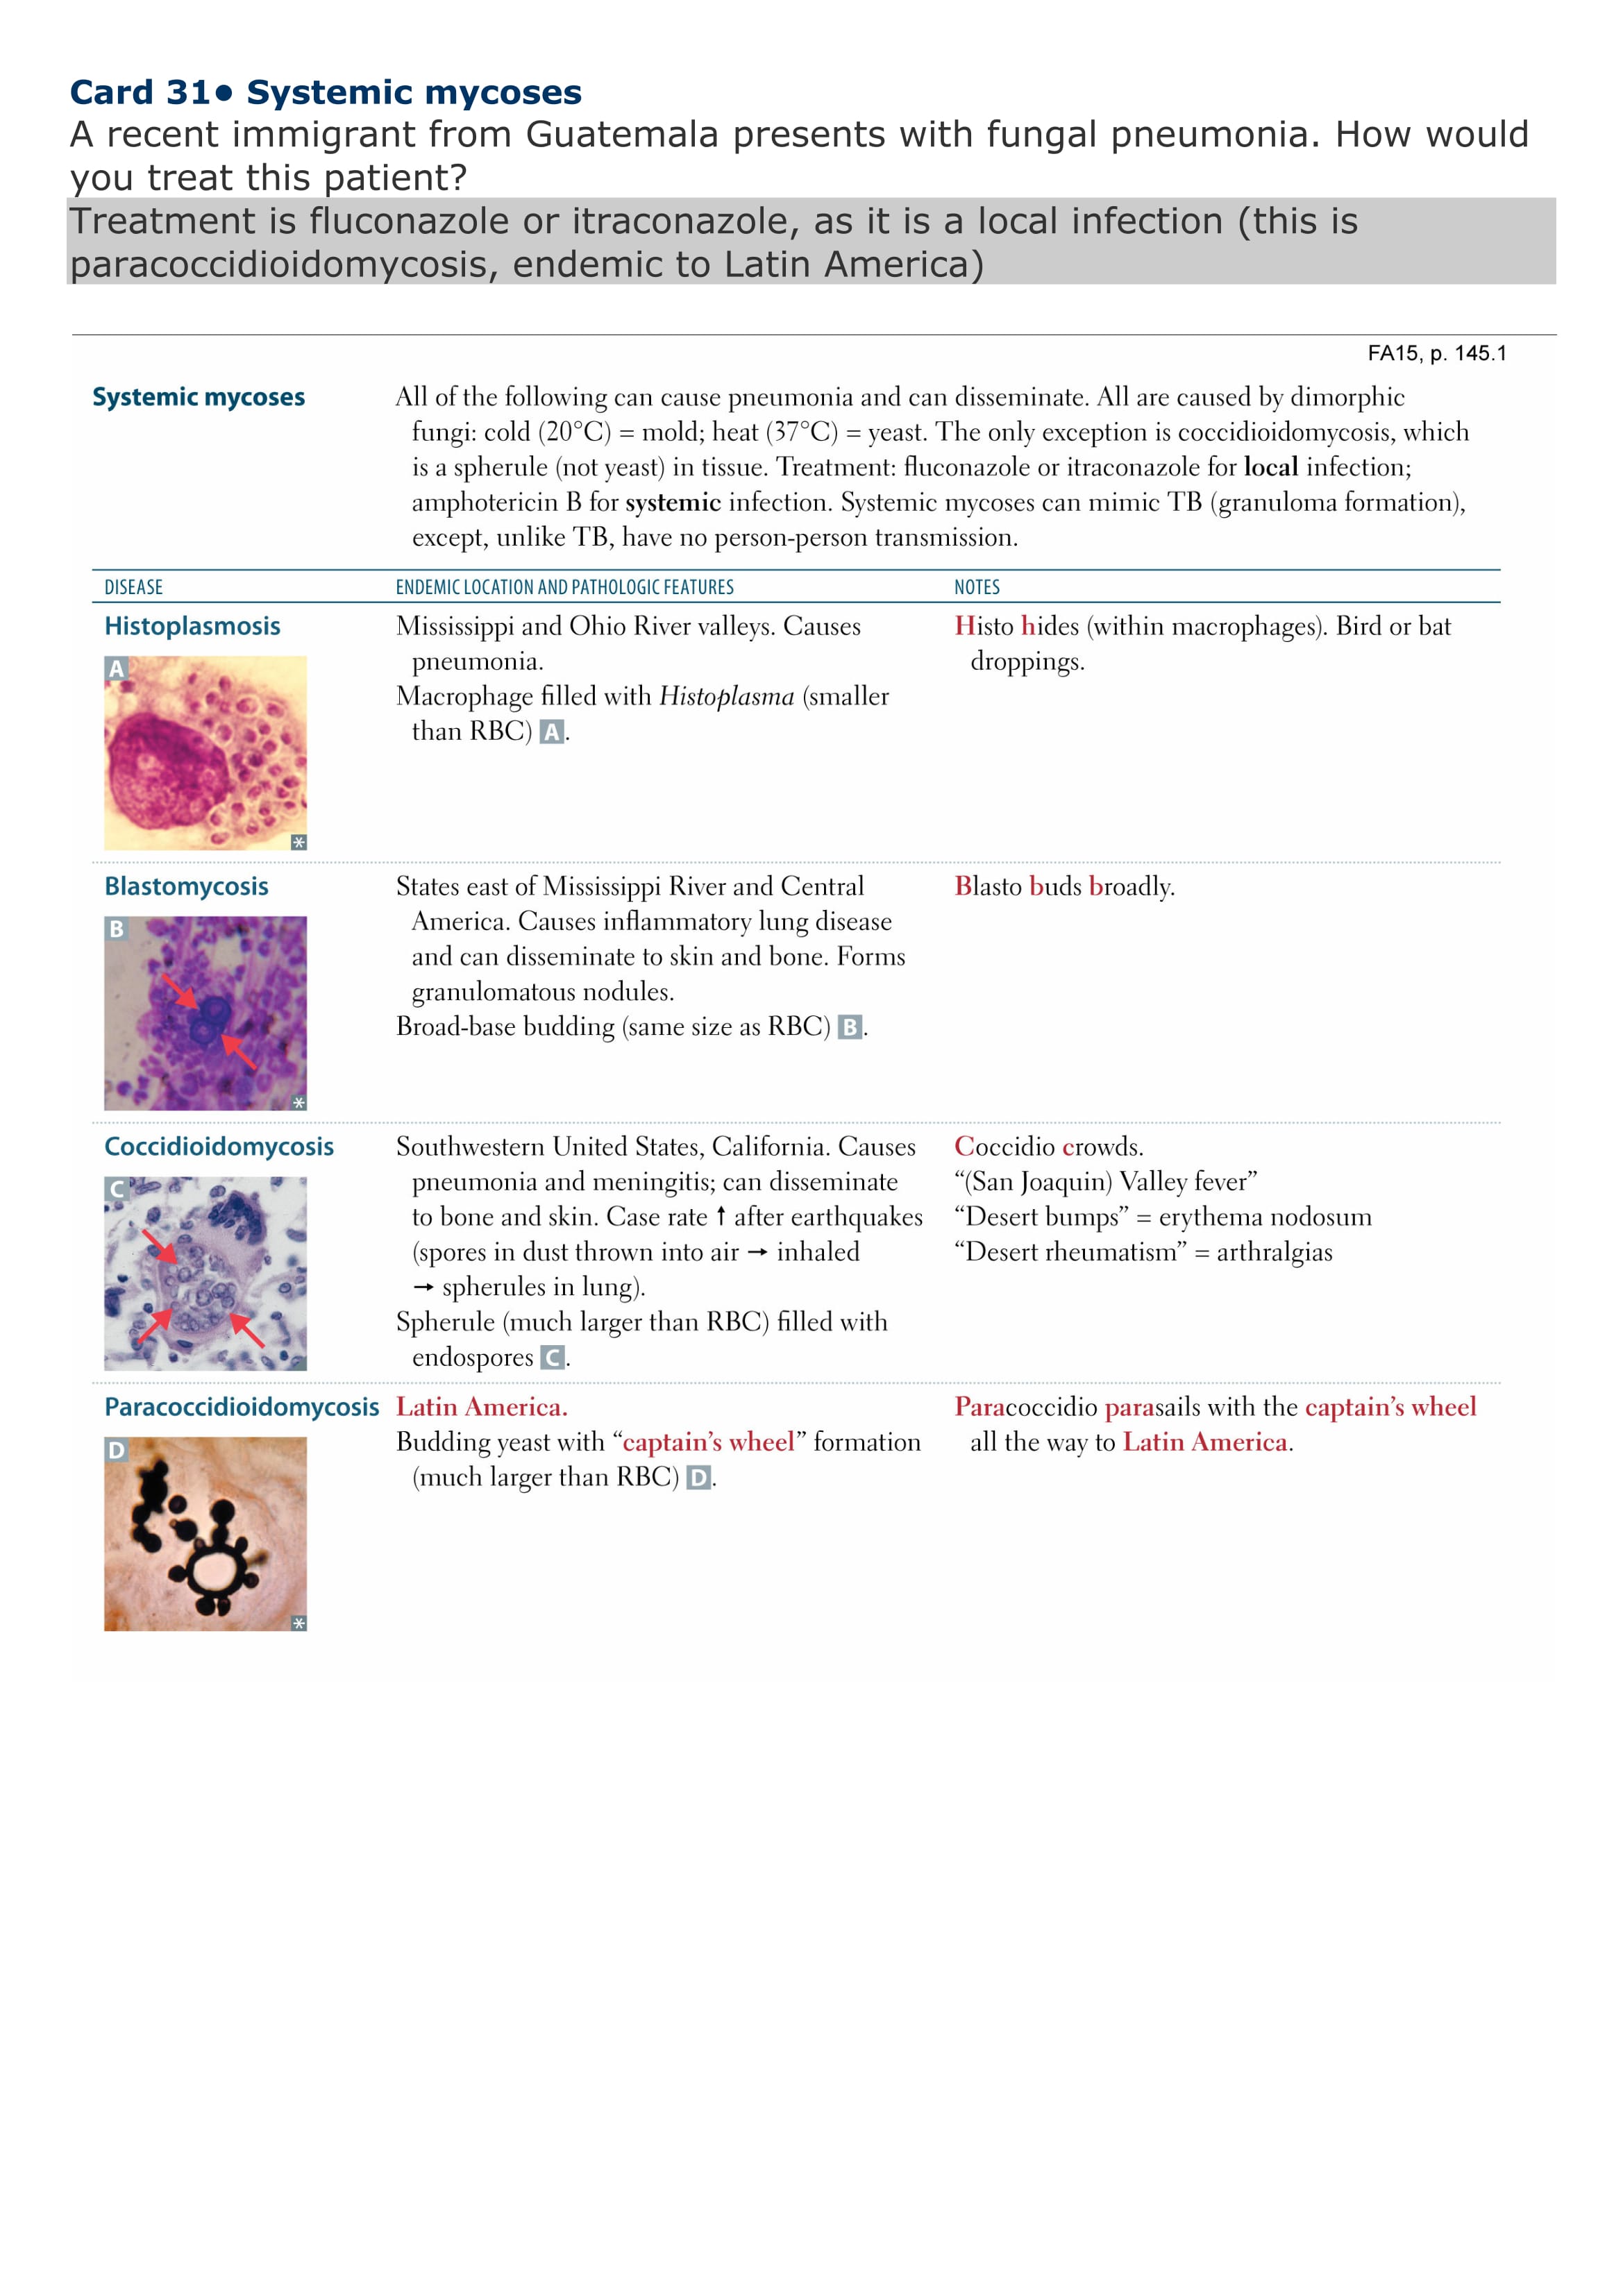 Card 31● Systemic mycoses
A recent immigrant from Guatemala presents with fungal pneumonia. How would
you treat this patient?
Treatment is fluconazole or itraconazole, as it is a local infection (this is
paracoccidioidomycosis, endemic to Latin America)
FA15, p. 145.1
Systemic mycoses
All of the following can cause pneumonia and can disseminate. All are caused by dimorphic
fungi: cold (20°C) = mold; heat (37°C) = yeast. The only exception is coccidioidomycosis, which
is a spherule (not yeast) in tissue. Treatment: fluconazole or itraconazole for local infection;
amphotericin B for systemic infection. Systemic mycoses can mimic TB (granuloma formation),
except, unlike TB, have no person-person transmission.
DISEASE
ENDEMIC LOCATION AND PATHOLOGIC FEATURES
NOTES
Histoplasmosis
A
*
Mississippi and Ohio River valleys. Causes
pneumonia.
Macrophage filled with Histoplasma (smaller
than RBC) A.
Histo hides (within macrophages). Bird or bat
droppings.
Blastomycosis
B
*
States east of Mississippi River and Central
America. Causes inflammatory lung disease
and can disseminate to skin and bone. Forms
granulomatous nodules.
Broad-base budding (same size as RBC) B.
Blasto buds broadly.
Coccidioidomycosis
C
Southwestern United States, California. Causes
pneumonia and meningitis; can disseminate
to bone and skin. Case rate ↑ after earthquakes
(spores in dust thrown into air → inhaled
→ spherules in lung).
Spherule (much larger than RBC) filled with
endospores C.
Coccidio crowds.
“(San Joaquin) Valley fever”
“Desert bumps” = erythema nodosum
“Desert rheumatism” = arthralgias
Paracoccidioidomycosis
D
*
Latin America.
Budding yeast with “captain’s wheel” formation
(much larger than RBC) D.
Paracoccidio parasails with the captain’s wheel
all the way to Latin America.